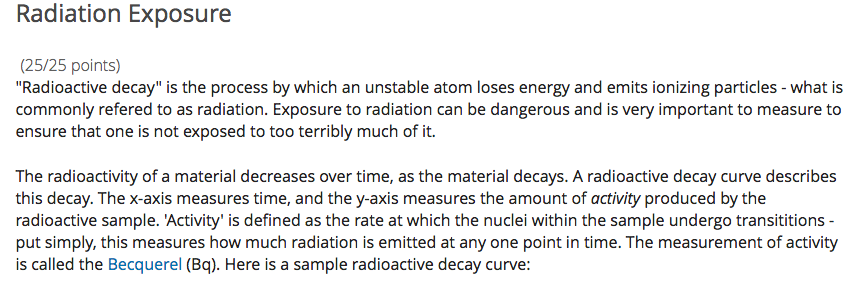 Radiation Exposure
(25/25 points)
"Radioactive decay" is the process by which an unstable atom loses energy and emits ionizing particles - what is
commonly refered to as radiation. Exposure to radiation can be dangerous and is very important to measure to
ensure that one is not exposed to too terribly much of it.
The radioactivity of a material decreases over time, as the material decays. A radioactive decay curve describes
this decay. The x-axis measures time, and the y-axis measures the amount of activity produced by the
radioactive sample. 'Activity' is defined as the rate at which the nuclei within the sample undergo transititions -
put simply, this measures how much radiation is emitted at any one point in time. The measurement of activity
is called the Becquerel (Bq). Here is a sample radioactive decay curve: